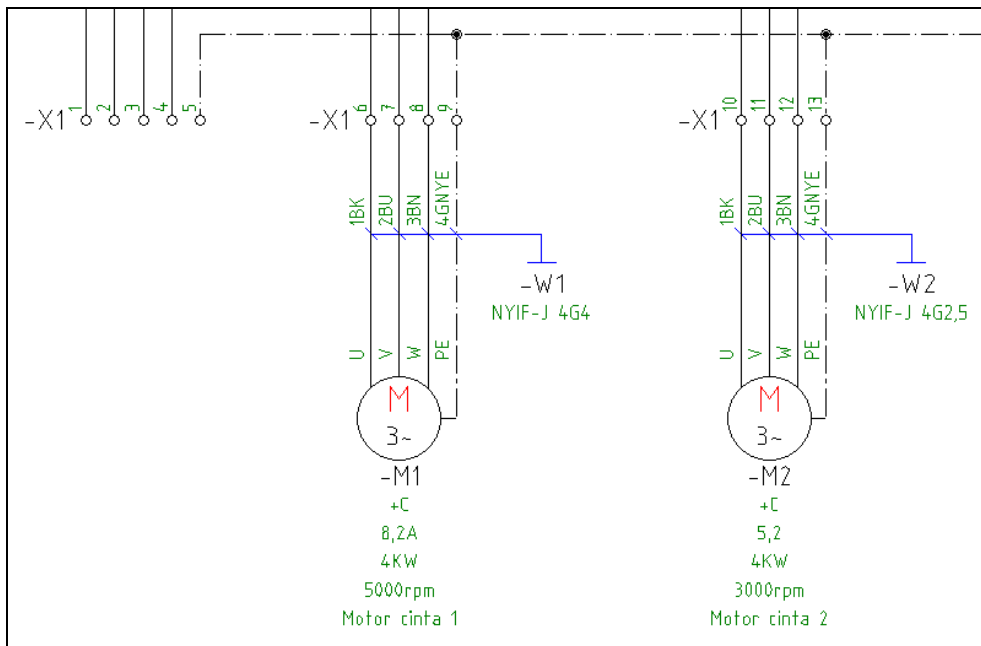 -X1 1 2 3 4 5
-X1 6 7 8 9
-X1 10 11 12 13
1BK 2BU 3BN 4GNYE
1BK 2BU 3BN 4GNYE
-W1
NYIF-J 4G4
-W2
NYIF-J 4G2,5
U V W PE
U V W PE
M
3~
-M1
+C
8,2A
4KW
5000rpm
Motor cinta 1
M
3~
-M2
+C
5,2
4KW
3000rpm
Motor cinta 2